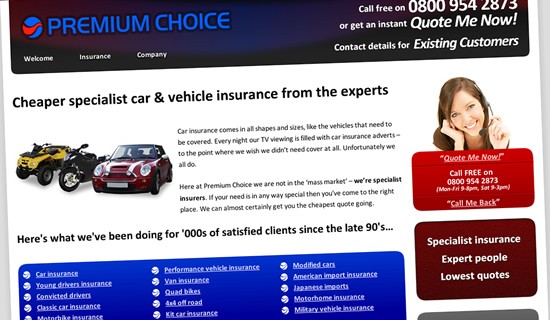 PREMIUM CHOICE
Call free on 0800 954 2873
or get an instant Quote Me Now!
Contact details for Existing Customers
Welcome Insurance Company
Cheaper specialist car & vehicle insurance from the experts
Car insurance comes in all shapes and sizes, like the vehicles that need to
be covered. Every night our TV viewing is filled with car insurance adverts –
to the point where we wish we didn't need cover at all. Unfortunately we
all do.
Here at Premium Choice we are not in the 'mass market' – we're specialist
insurers. If your need is in any way special then you've come to the right
place. We can almost certainly get you the cheapest quote going.
"Quote Me Now!"
Call FREE on
0800 954 2873
(Mon-Fri 9-8pm, Sat 9-3pm)
"Call Me Back"
Here's what we've been doing for '000s of satisfied clients since the late 90's...
Car insurance
Young drivers insurance
Convicted drivers
Classic car insurance
Motorbike insurance
Performance vehicle insurance
Van insurance
Quad bikes
4x4 off road
Kit car insurance
Modified cars
American import insurance
Japanese imports
Motorhome insurance
Military vehicle insurance
Specialist insurance
Expert people
Lowest quotes